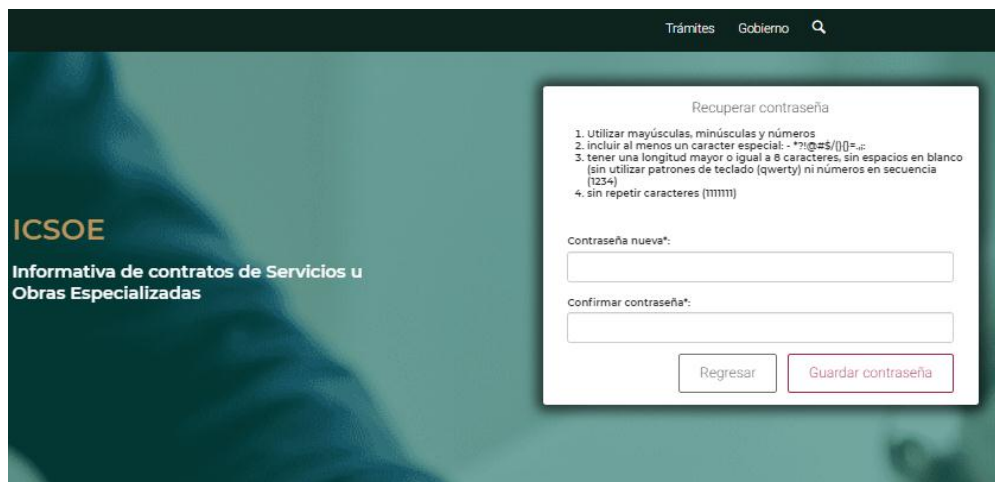 Trámites Gobierno
Recuperar contraseña
1. Utilizar mayúsculas, minúsculas y números
2. incluir al menos un caracter especial: - *?!@#$/(){}=.,;:
3. tener una longitud mayor o igual a 8 caracteres, sin espacios en blanco
(sin utilizar patrones de teclado (qwerty) ni números en secuencia
(1234)
4. sin repetir caracteres (1111111)
ICSOE
Informativa de contratos de Servicios u
Obras Especializadas
Contraseña nueva*:
Confirmar contraseña*:
Regresar Guardar contraseña